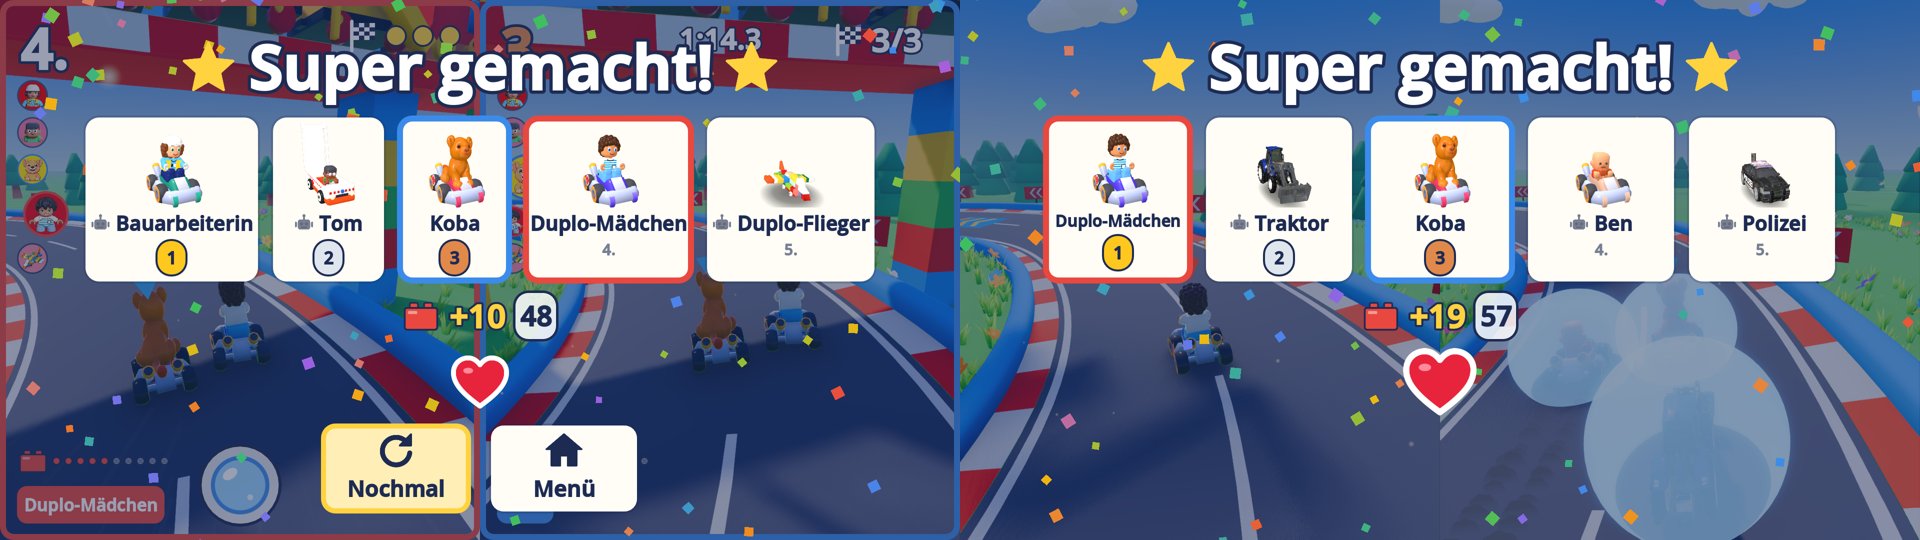 4.
3
1:14.3
3/3
Super gemacht!
Bauarbeiterin
1
Tom
2
Koba
3
Duplo-Mädchen
4.
Duplo-Flieger
5.
+10 48
Nochmal
Menü
Duplo-Mädchen
Super gemacht!
Duplo-Mädchen
1
Traktor
2
Koba
3
Ben
4.
Polizei
5.
+19 57